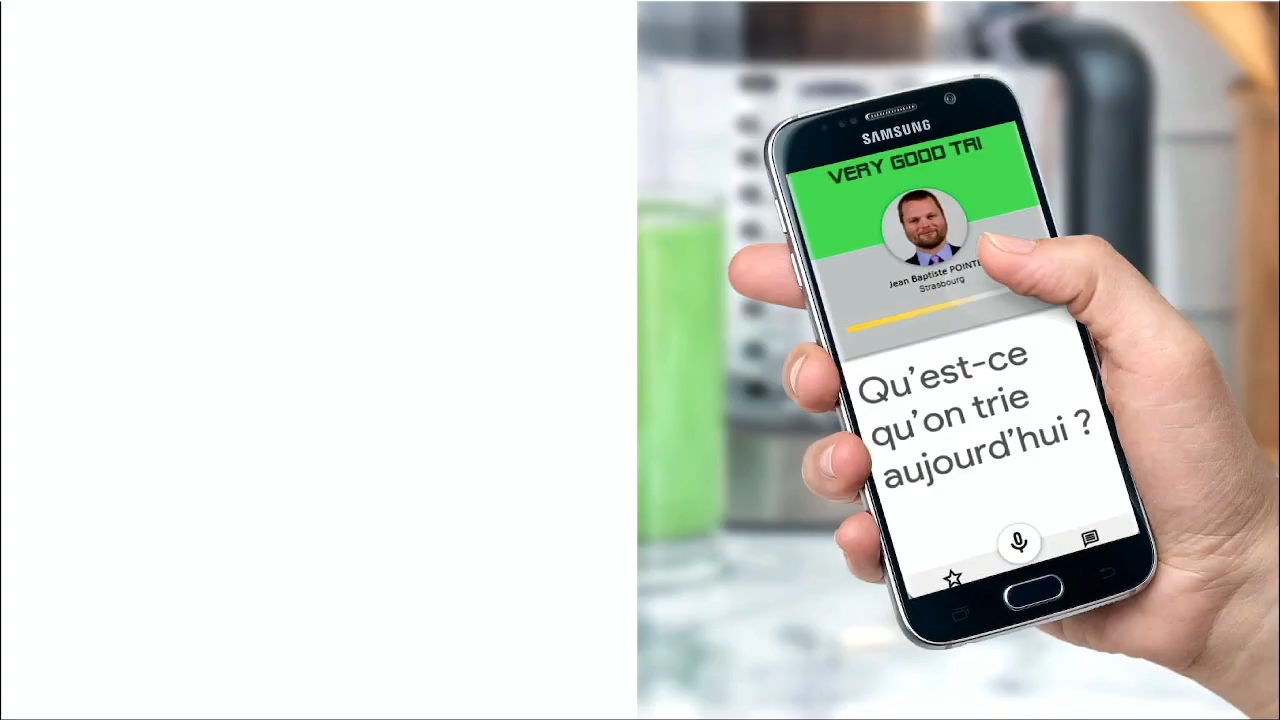 SAMSUNG
VERY GOOD TRI
Jean Baptiste
Strasbourg
Qu'est-ce
qu'on trie
aujourd'hui ?